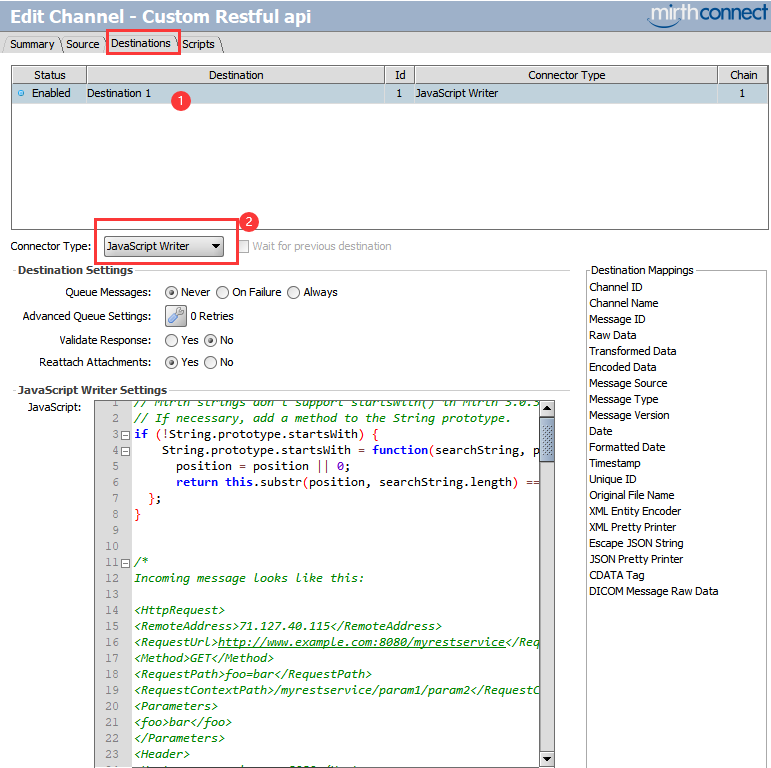 Edit Channel - Custom Restful api
mirthconnect
Summary Source Destinations Scripts
Status Destination Id Connector Type Chain
Enabled Destination 1 1 JavaScript Writer 1
1
2
Connector Type: JavaScript Writer Wait for previous destination
Destination Settings
Queue Messages: Never On Failure Always
Advanced Queue Settings: 0 Retries
Validate Response: Yes No
Reattach Attachments: Yes No
JavaScript Writer Settings
JavaScript:
1 // Mirth strings don't support startsWith() in Mirth 3.0.3
2 // If necessary, add a method to the String prototype.
3 if (!String.prototype.startsWith) {
4 String.prototype.startsWith = function(searchString, p
5 position = position || 0;
6 return this.substr(position, searchString.length) ==
7 };
8 }
9
10
11 /*
12 Incoming message looks like this:
13
14 <HttpRequest>
15 <RemoteAddress>71.127.40.115</RemoteAddress>
16 <RequestUrl>http://www.example.com:8080/myrestservice</Req
17 <Method>GET</Method>
18 <RequestPath>foo=bar</RequestPath>
19 <RequestContextPath>/myrestservice/param1/param2</RequestC
20 <Parameters>
21 <foo>bar</foo>
22 </Parameters>
23 <Header>
Destination Mappings
Channel ID
Channel Name
Message ID
Raw Data
Transformed Data
Encoded Data
Message Source
Message Type
Message Version
Date
Formatted Date
Timestamp
Unique ID
Original File Name
XML Entity Encoder
XML Pretty Printer
Escape JSON String
JSON Pretty Printer
CDATA Tag
DICOM Message Raw Data